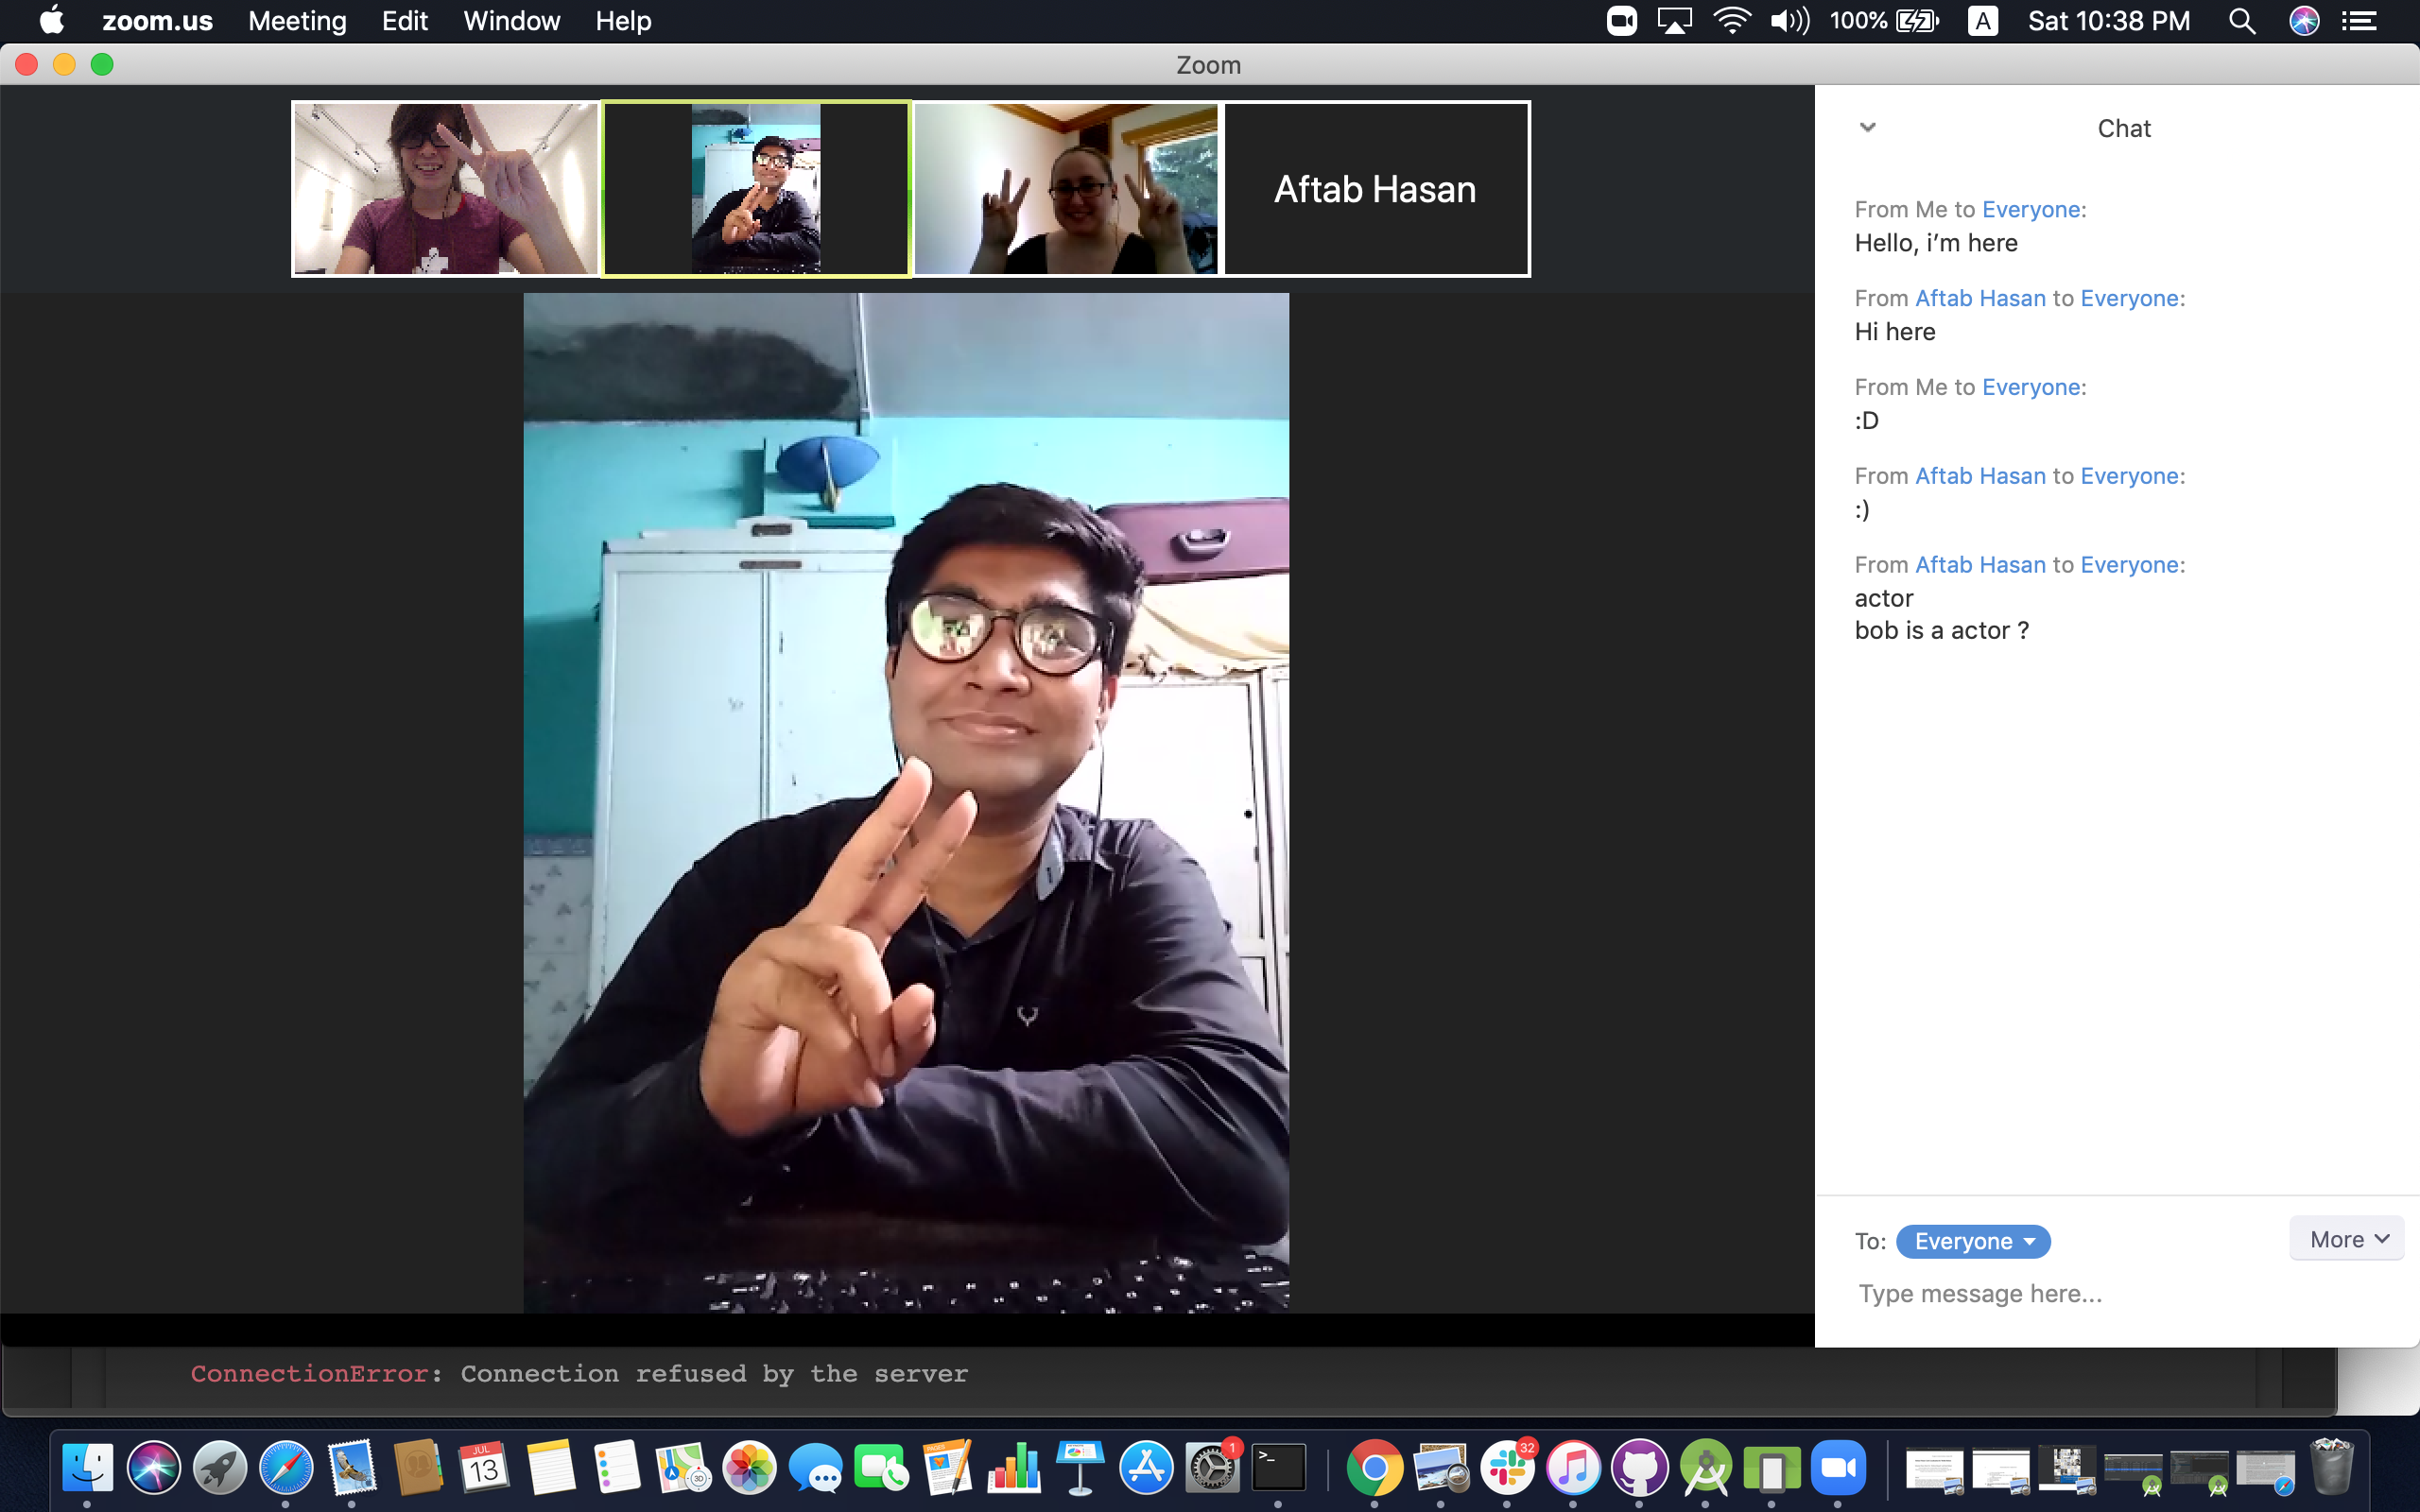 zoom.us Meeting Edit Window Help 100% A Sat 10:38 PM
Zoom
Aftab Hasan
Chat
From Me to Everyone:
Hello, i’m here
From Aftab Hasan to Everyone:
Hi here
From Me to Everyone:
:D
From Aftab Hasan to Everyone:
:)
From Aftab Hasan to Everyone:
actor
bob is a actor ?
To: Everyone More
Type message here...
ConnectionError: Connection refused by the server
JUL
13
3D
PAGES
1
>_
32